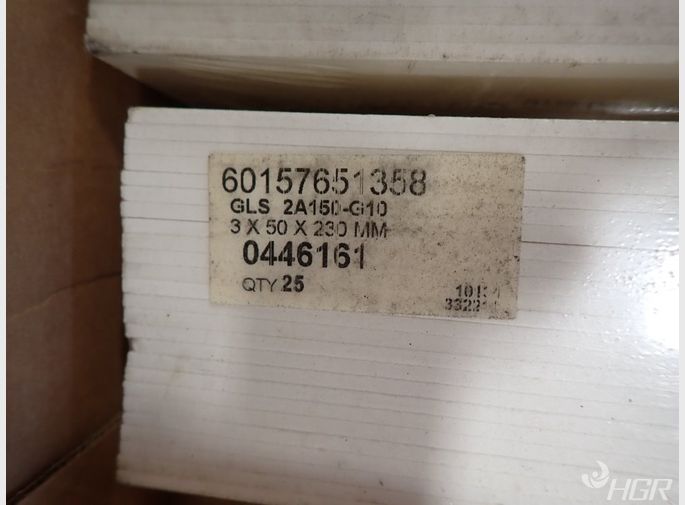 60157651358
GLS 2A150-G10
3 X 50 X 230 MM
0446161
QTY 25
HGR